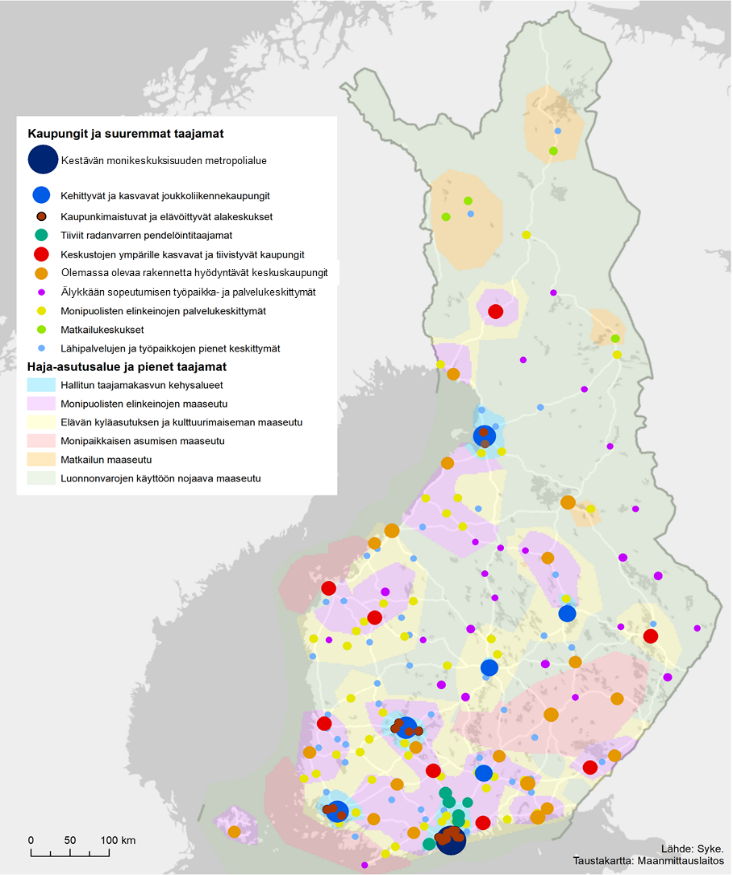 Kaupungit ja suuremmat taajamat
Kestävän monikeskuksisuuden metropolialue
Kehittyvät ja kasvavat joukkoliikennekaupungit
Kaupunkimaistuvat ja elävöittyvät alakeskukset
Tiiviit radanvarren pendelöintitaajamat
Keskustojen ympärille kasvavat ja tiivistyvät kaupungit
Olemassa olevaa rakennetta hyödyntävät keskuskaupungit
Älykkään sopeutumisen työpaikka- ja palvelukeskittymät
Monipuolisten elinkeinojen palvelukeskittymät
Matkailukeskukset
Lähipalvelujen ja työpaikkojen pienet keskittymät
Haja-asutusalue ja pienet taajamat
Hallitun taajamakasvun kehysalueet
Monipuolisten elinkeinojen maaseutu
Elävän kyläasutuksen ja kulttuurimaiseman maaseutu
Monipaikkaisen asumisen maaseutu
Matkailun maaseutu
Luonnonvarojen käyttöön nojaava maaseutu
0 50 100 km
Lähde: Syke.
Taustakartta: Maanmittauslaitos